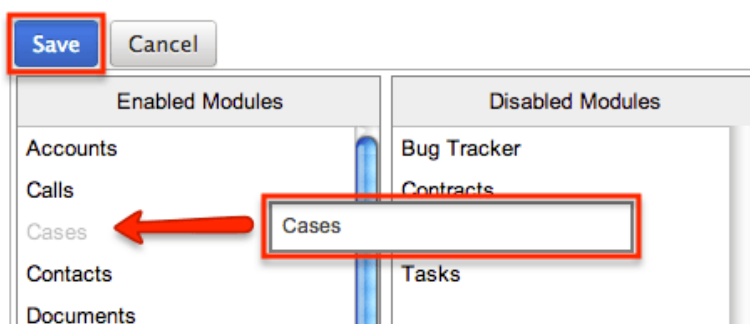 Save Cancel
Enabled Modules Disabled Modules
Accounts Bug Tracker
Calls Contracts
Cases Cases
Contacts Tasks
Documents